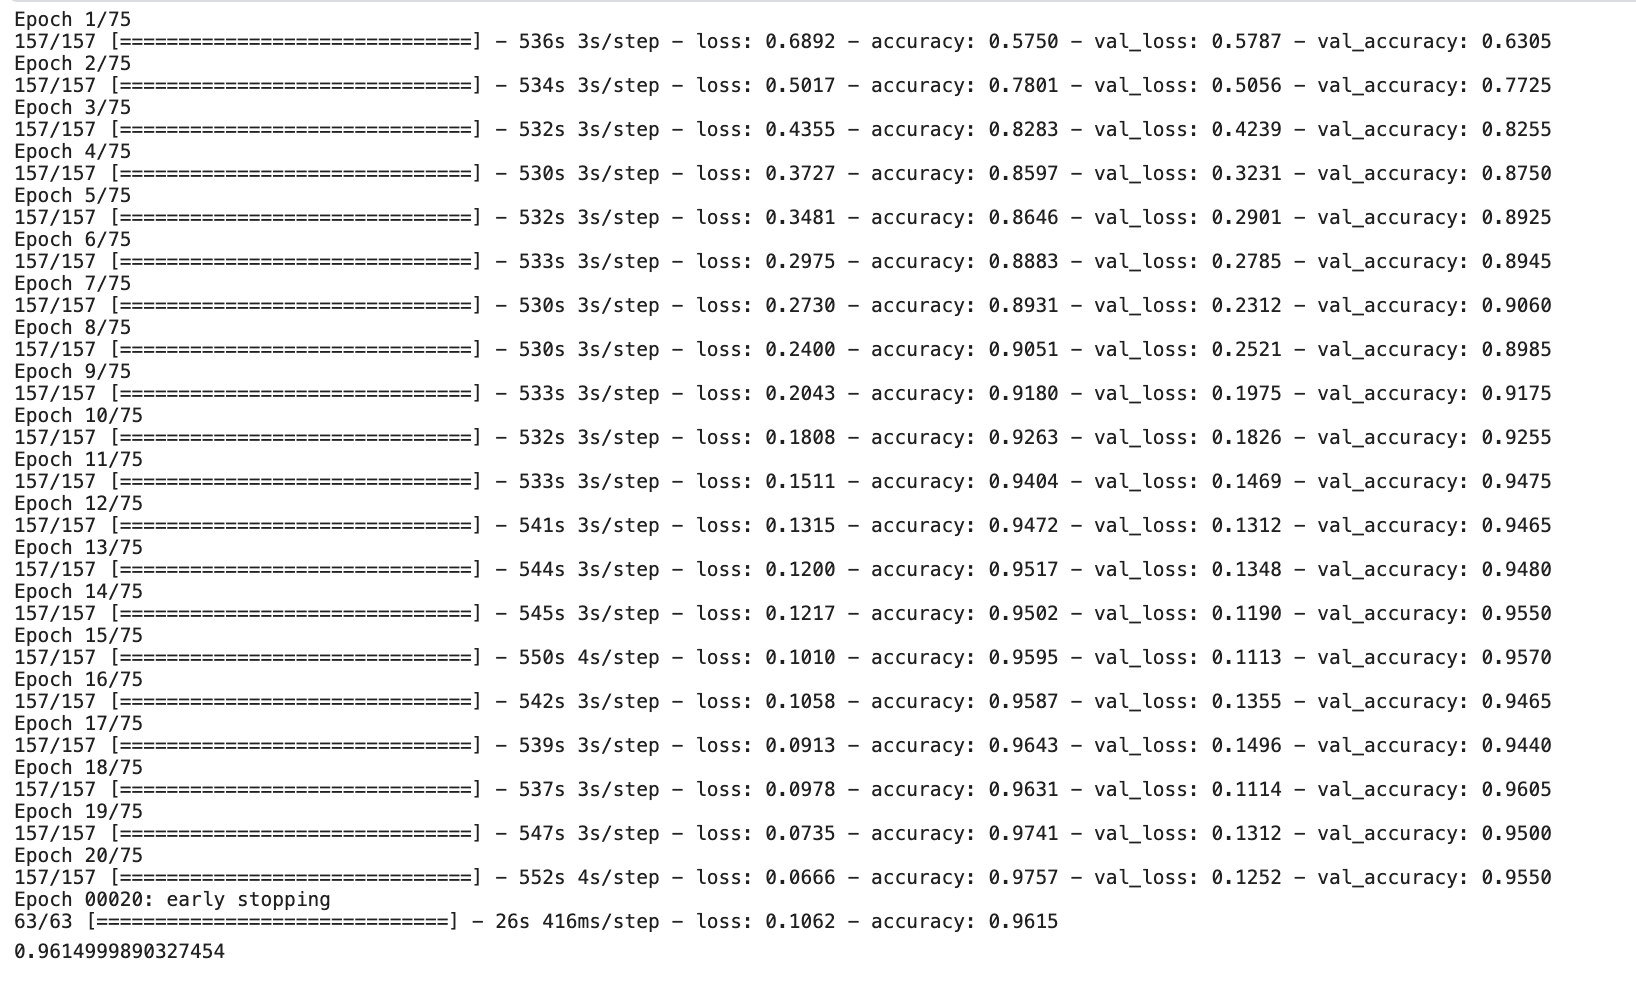 Epoch 1/75
157/157 [==============================] - 536s 3s/step - loss: 0.6892 - accuracy: 0.5750 - val_loss: 0.5787 - val_accuracy: 0.6305
Epoch 2/75
157/157 [==============================] - 534s 3s/step - loss: 0.5017 - accuracy: 0.7801 - val_loss: 0.5056 - val_accuracy: 0.7725
Epoch 3/75
157/157 [==============================] - 532s 3s/step - loss: 0.4355 - accuracy: 0.8283 - val_loss: 0.4239 - val_accuracy: 0.8255
Epoch 4/75
157/157 [==============================] - 530s 3s/step - loss: 0.3727 - accuracy: 0.8597 - val_loss: 0.3231 - val_accuracy: 0.8750
Epoch 5/75
157/157 [==============================] - 532s 3s/step - loss: 0.3481 - accuracy: 0.8646 - val_loss: 0.2901 - val_accuracy: 0.8925
Epoch 6/75
157/157 [==============================] - 533s 3s/step - loss: 0.2975 - accuracy: 0.8883 - val_loss: 0.2785 - val_accuracy: 0.8945
Epoch 7/75
157/157 [==============================] - 530s 3s/step - loss: 0.2730 - accuracy: 0.8931 - val_loss: 0.2312 - val_accuracy: 0.9060
Epoch 8/75
157/157 [==============================] - 530s 3s/step - loss: 0.2400 - accuracy: 0.9051 - val_loss: 0.2521 - val_accuracy: 0.8985
Epoch 9/75
157/157 [==============================] - 533s 3s/step - loss: 0.2043 - accuracy: 0.9180 - val_loss: 0.1975 - val_accuracy: 0.9175
Epoch 10/75
157/157 [==============================] - 532s 3s/step - loss: 0.1808 - accuracy: 0.9263 - val_loss: 0.1826 - val_accuracy: 0.9255
Epoch 11/75
157/157 [==============================] - 533s 3s/step - loss: 0.1511 - accuracy: 0.9404 - val_loss: 0.1469 - val_accuracy: 0.9475
Epoch 12/75
157/157 [==============================] - 541s 3s/step - loss: 0.1315 - accuracy: 0.9472 - val_loss: 0.1312 - val_accuracy: 0.9465
Epoch 13/75
157/157 [==============================] - 544s 3s/step - loss: 0.1200 - accuracy: 0.9517 - val_loss: 0.1348 - val_accuracy: 0.9480
Epoch 14/75
157/157 [==============================] - 545s 3s/step - loss: 0.1217 - accuracy: 0.9502 - val_loss: 0.1190 - val_accuracy: 0.9550
Epoch 15/75
157/157 [==============================] - 550s 4s/step - loss: 0.1010 - accuracy: 0.9595 - val_loss: 0.1113 - val_accuracy: 0.9570
Epoch 16/75
157/157 [==============================] - 542s 3s/step - loss: 0.1058 - accuracy: 0.9587 - val_loss: 0.1355 - val_accuracy: 0.9465
Epoch 17/75
157/157 [==============================] - 539s 3s/step - loss: 0.0913 - accuracy: 0.9643 - val_loss: 0.1496 - val_accuracy: 0.9440
Epoch 18/75
157/157 [==============================] - 537s 3s/step - loss: 0.0978 - accuracy: 0.9631 - val_loss: 0.1114 - val_accuracy: 0.9605
Epoch 19/75
157/157 [==============================] - 547s 3s/step - loss: 0.0735 - accuracy: 0.9741 - val_loss: 0.1312 - val_accuracy: 0.9500
Epoch 20/75
157/157 [==============================] - 552s 4s/step - loss: 0.0666 - accuracy: 0.9757 - val_loss: 0.1252 - val_accuracy: 0.9550
Epoch 00020: early stopping
63/63 [==============================] - 26s 416ms/step - loss: 0.1062 - accuracy: 0.9615
0.9614999890327454